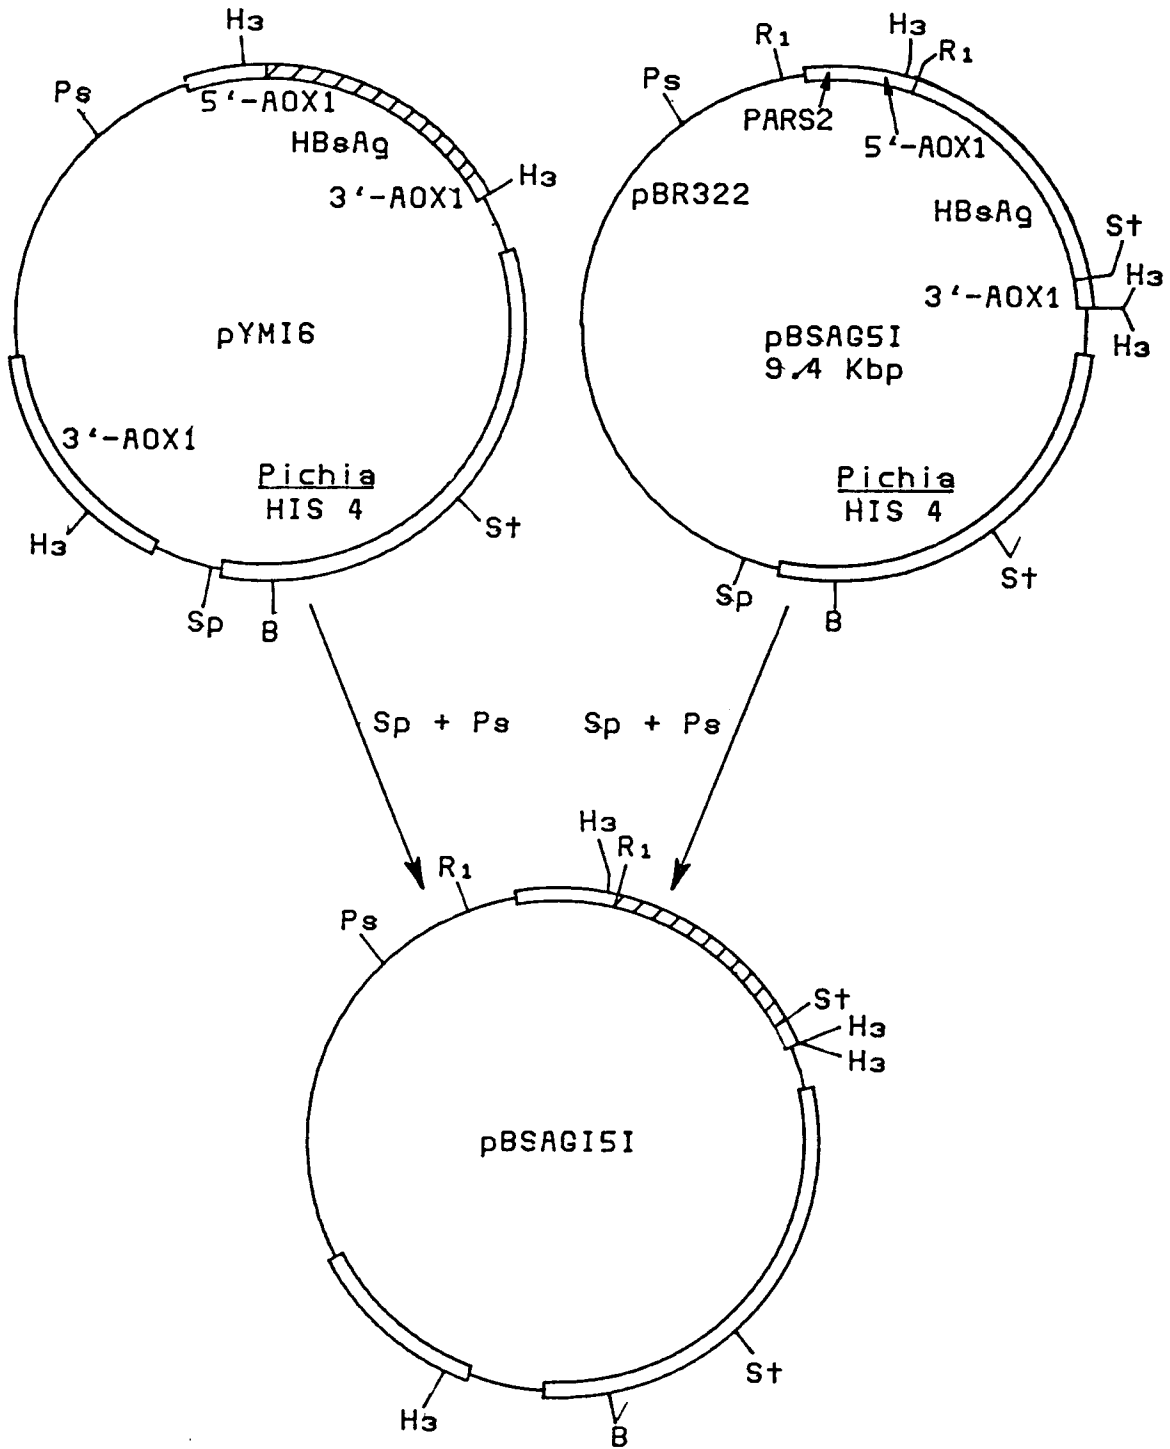 H3
Ps
5'-AOX1
HBsAg
3'-AOX1
H3
pYMI6
3'-AOX1
Pichia
HIS 4
St
H3
Sp
B
R1
H3
R1
Ps
PARS2
5'-AOX1
pBR322
HBsAg
St
H3
3'-AOX1
H3
pBSAG5I
9.4 Kbp
Pichia
HIS 4
St
Sp
B
Sp + Ps
Sp + Ps
H3
R1
R1
Ps
St
H3
H3
pBSAGI5I
St
H3
B